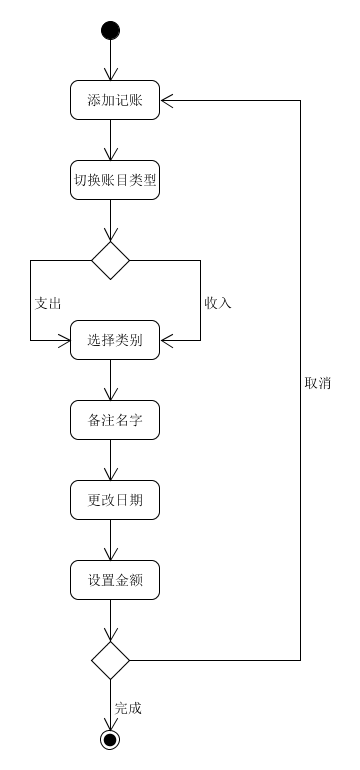 添加记账
切换账目类型
支出
收入
选择类别
取消
备注名字
更改日期
设置金额
完成